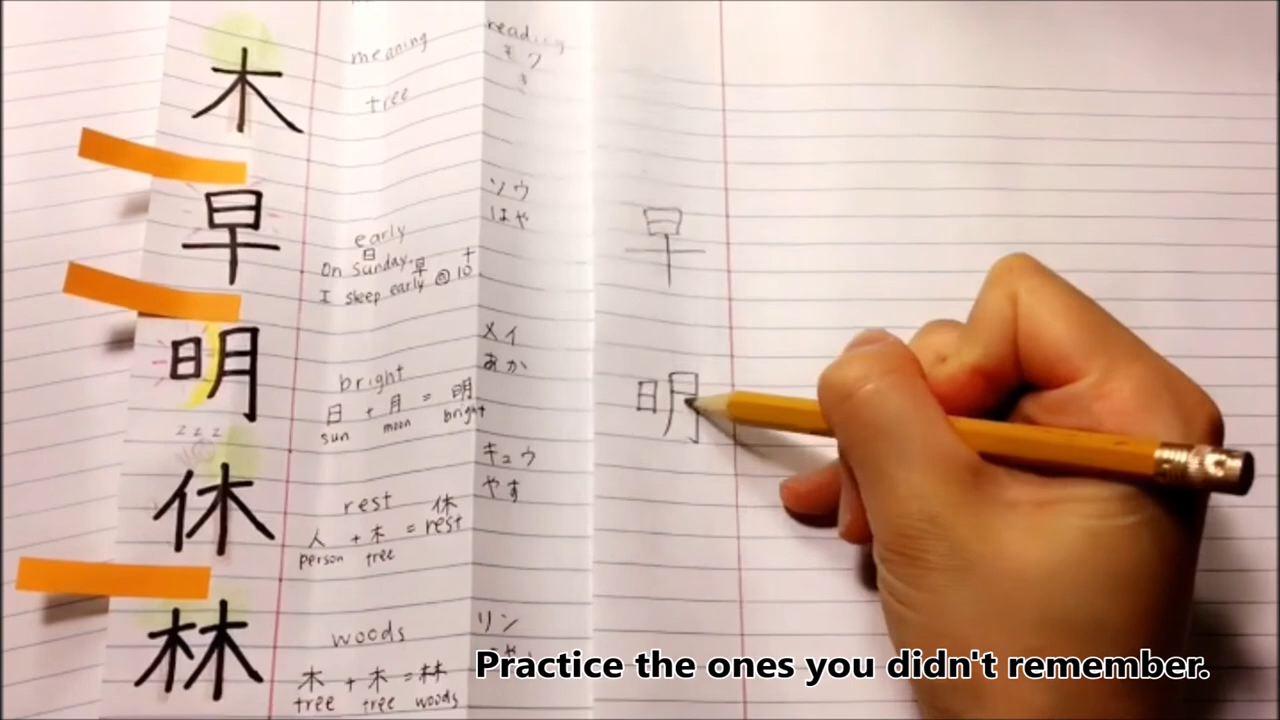 meaning
reading
木
tree
モク
き
早
early
日
On Sunday, 早 十
I sleep early @ 10
ソウ
はや
早
明
bright
日 + 月 = 明
sun moon bright
メイ
あか
明
z z z
休
rest
休
人 + 木 = rest
person tree
キュウ
やす
林
woods
木 + 木 = 林
tree tree woods
リン
Practice the ones you didn't remember.